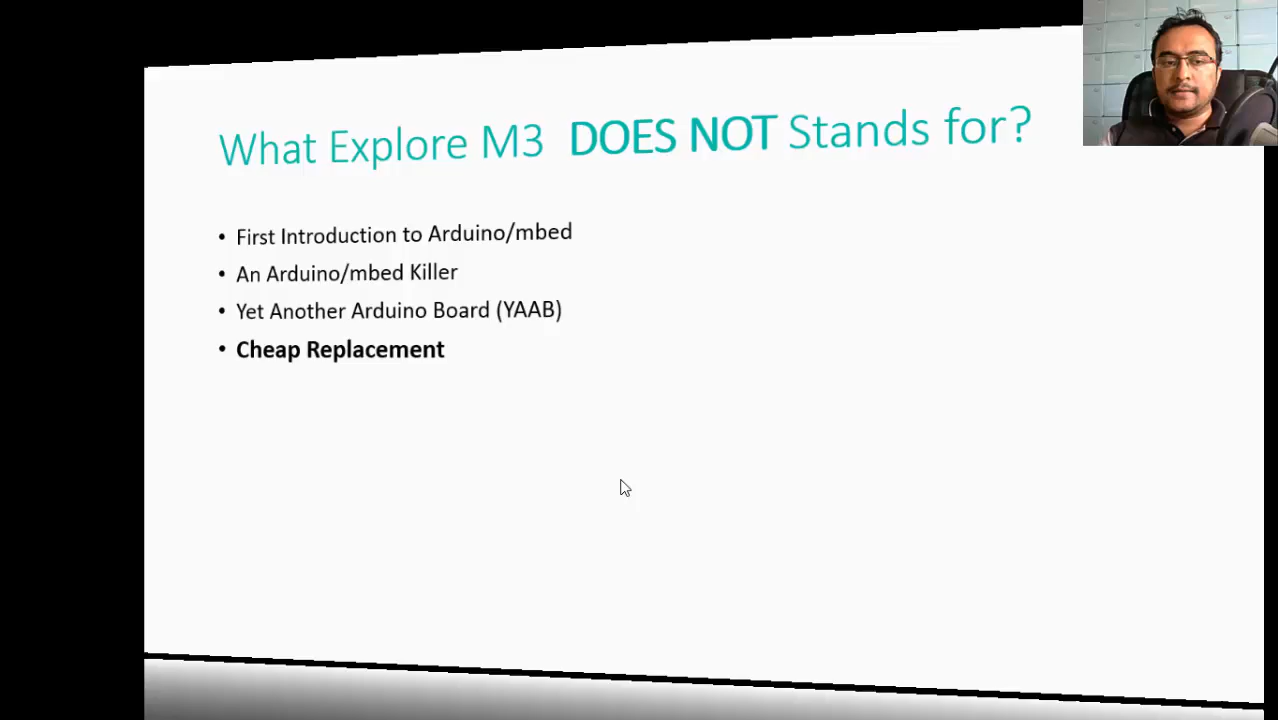 What Explore M3 DOES NOT Stands for?
• First Introduction to Arduino/mbed
• An Arduino/mbed Killer
• Yet Another Arduino Board (YAAB)
• Cheap Replacement